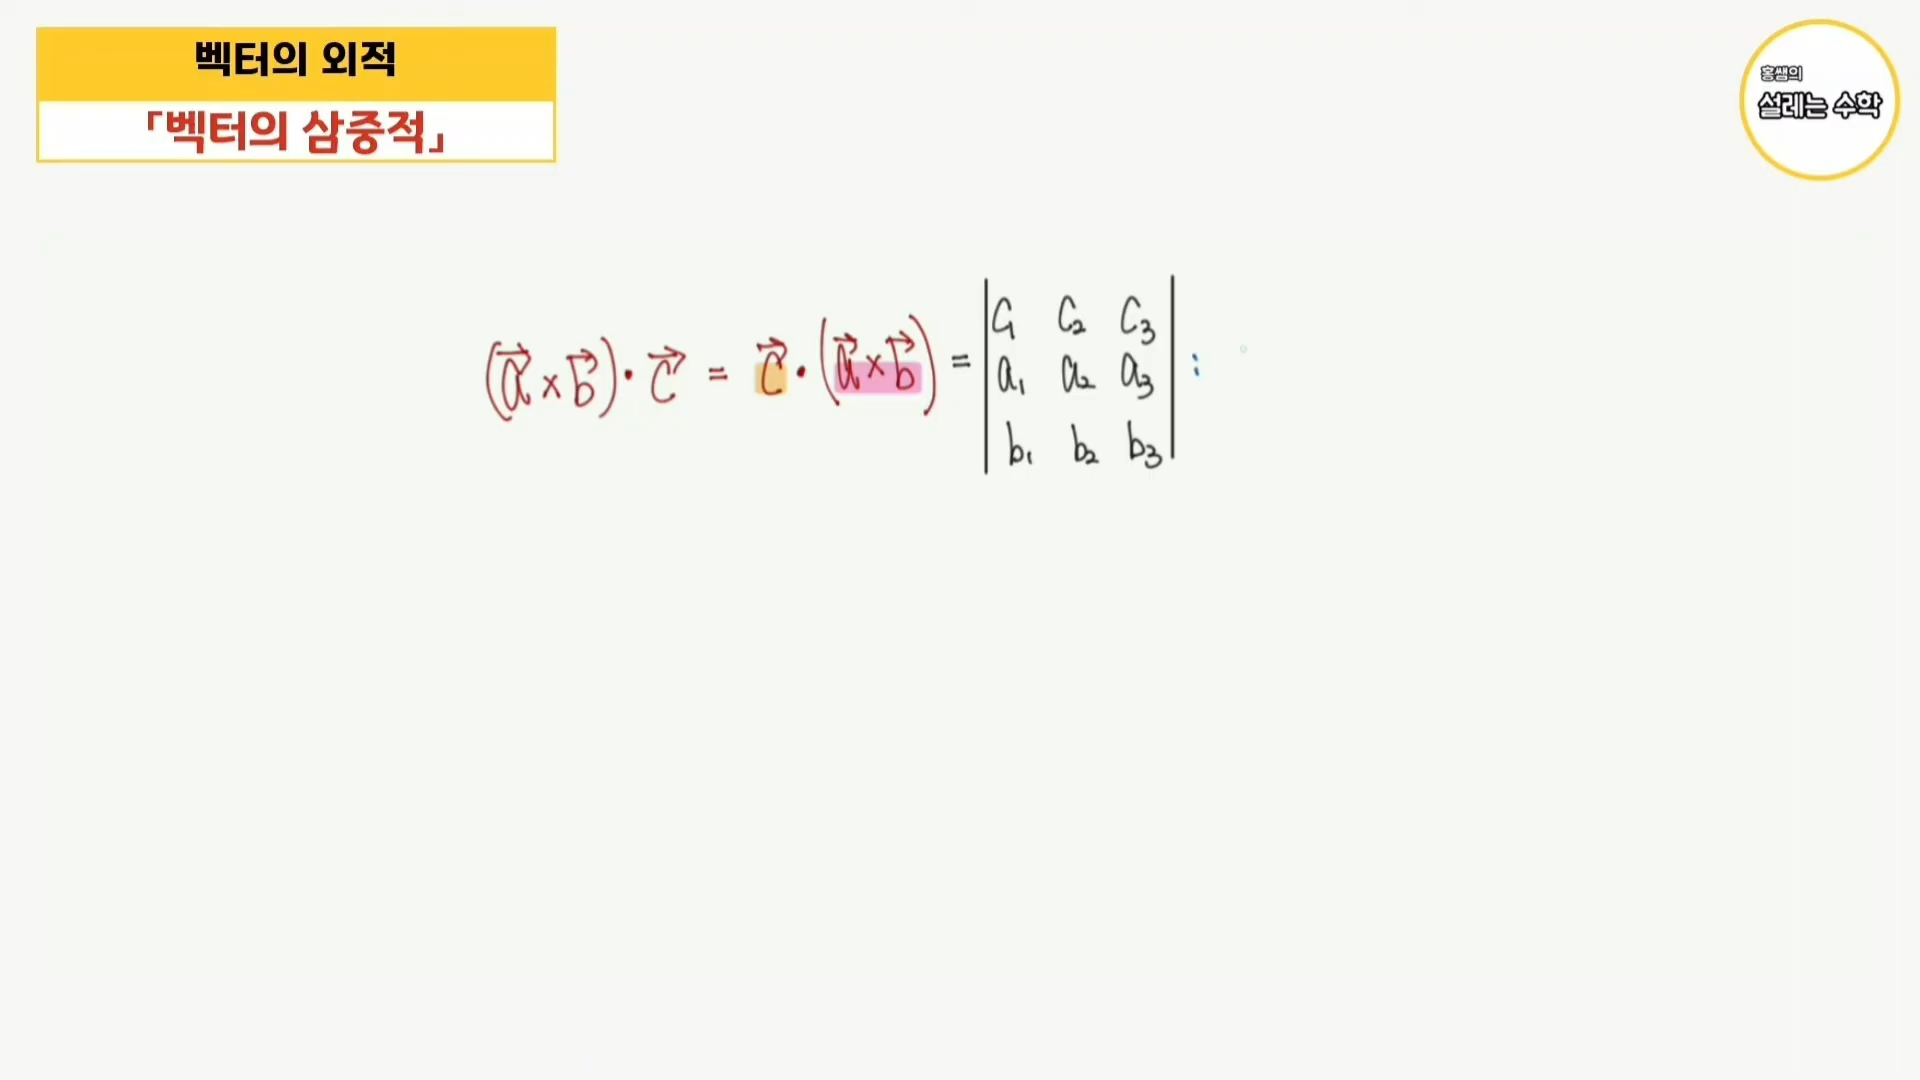 벡터의 외적
「벡터의 삼중적」
홍쌤의
설레는 수학
(a⃗ × b⃗) · c⃗ = c⃗ · (a⃗ × b⃗) = | c₁ c₂ c₃ | :
| a₁ a₂ a₃ |
| b₁ b₂ b₃ |